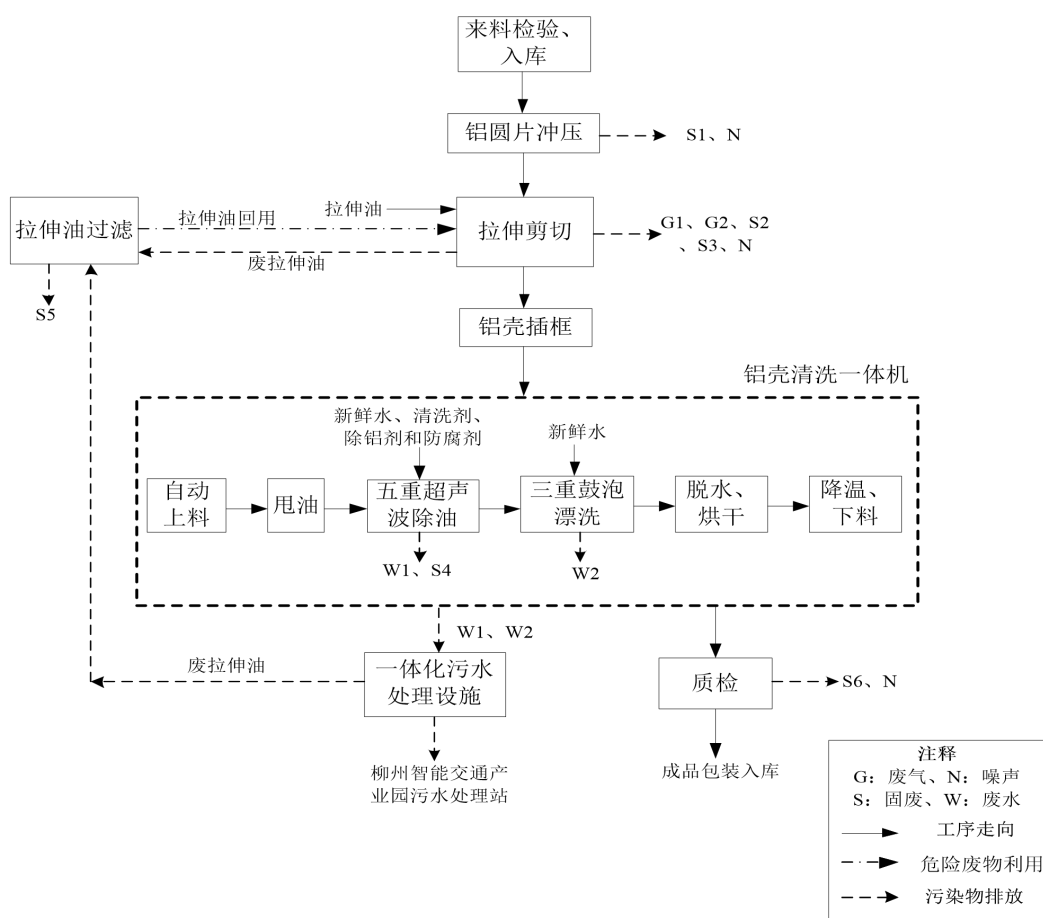 来料检验、
入库
铝圆片冲压
S1、N
拉伸油过滤
拉伸油回用
拉伸油
废拉伸油
拉伸剪切
G1、G2、S2
、S3、N
S5
铝壳插框
铝壳清洗一体机
新鲜水、清洗剂、
除铝剂和防腐剂
新鲜水
自动
上料
甩油
五重超声
波除油
三重鼓泡
漂洗
脱水、
烘干
降温、
下料
W1、S4
W2
W1、W2
废拉伸油
一体化污水
处理设施
质检
S6、N
柳州智能交通产
业园污水处理站
成品包装入库
注释
G：废气、N：噪声
S：固废、W：废水
工序走向
危险废物利用
污染物排放